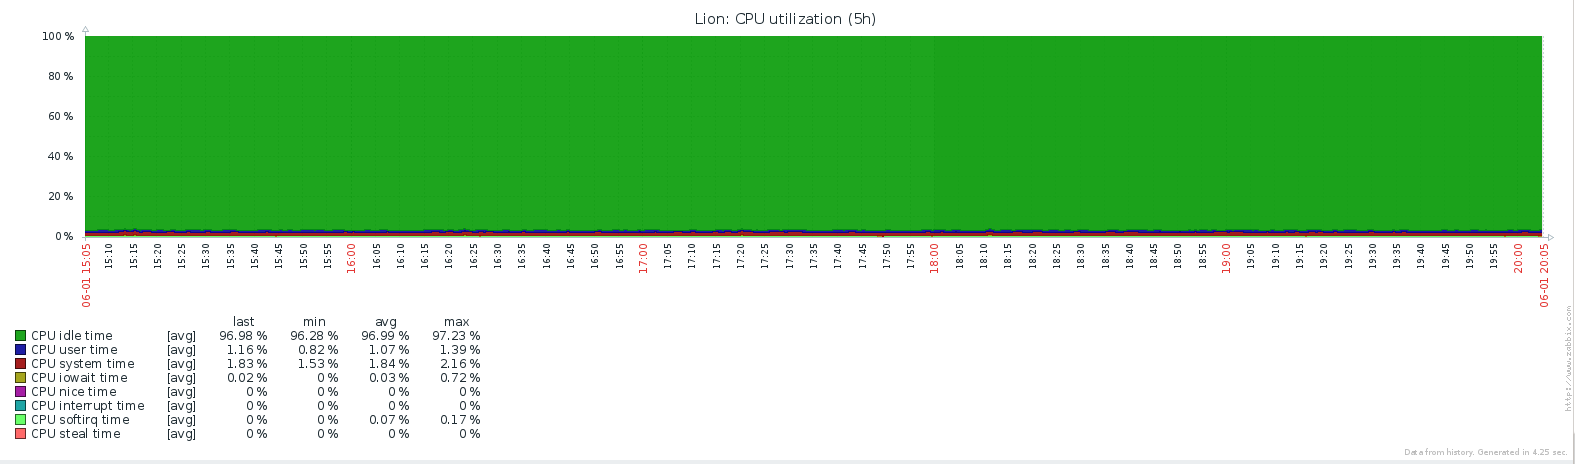 Lion: CPU utilization (5h)
100 %
80 %
60 %
40 %
20 %
0 %
06-01 15:05 15:10 15:15 15:20 15:25 15:30 15:35 15:40 15:45 15:50 15:55 16:00 16:05 16:10 16:15 16:20 16:25 16:30 16:35 16:40 16:45 16:50 16:55 17:00 17:05 17:10 17:15 17:20 17:25 17:30 17:35 17:40 17:45 17:50 17:55 18:00 18:05 18:10 18:15 18:20 18:25 18:30 18:35 18:40 18:45 18:50 18:55 19:00 19:05 19:10 19:15 19:20 19:25 19:30 19:35 19:40 19:45 19:50 19:55 20:00 06-01 20:05
last min avg max
CPU idle time [avg] 96.98 % 96.28 % 96.99 % 97.23 %
CPU user time [avg] 1.16 % 0.82 % 1.07 % 1.39 %
CPU system time [avg] 1.83 % 1.53 % 1.84 % 2.16 %
CPU iowait time [avg] 0.02 % 0 % 0.03 % 0.72 %
CPU nice time [avg] 0 % 0 % 0 % 0 %
CPU interrupt time [avg] 0 % 0 % 0 % 0 %
CPU softirq time [avg] 0 % 0 % 0.07 % 0.17 %
CPU steal time [avg] 0 % 0 % 0 % 0 %
http://www.zabbix.com
Data from history. Generated in 4.25 sec.